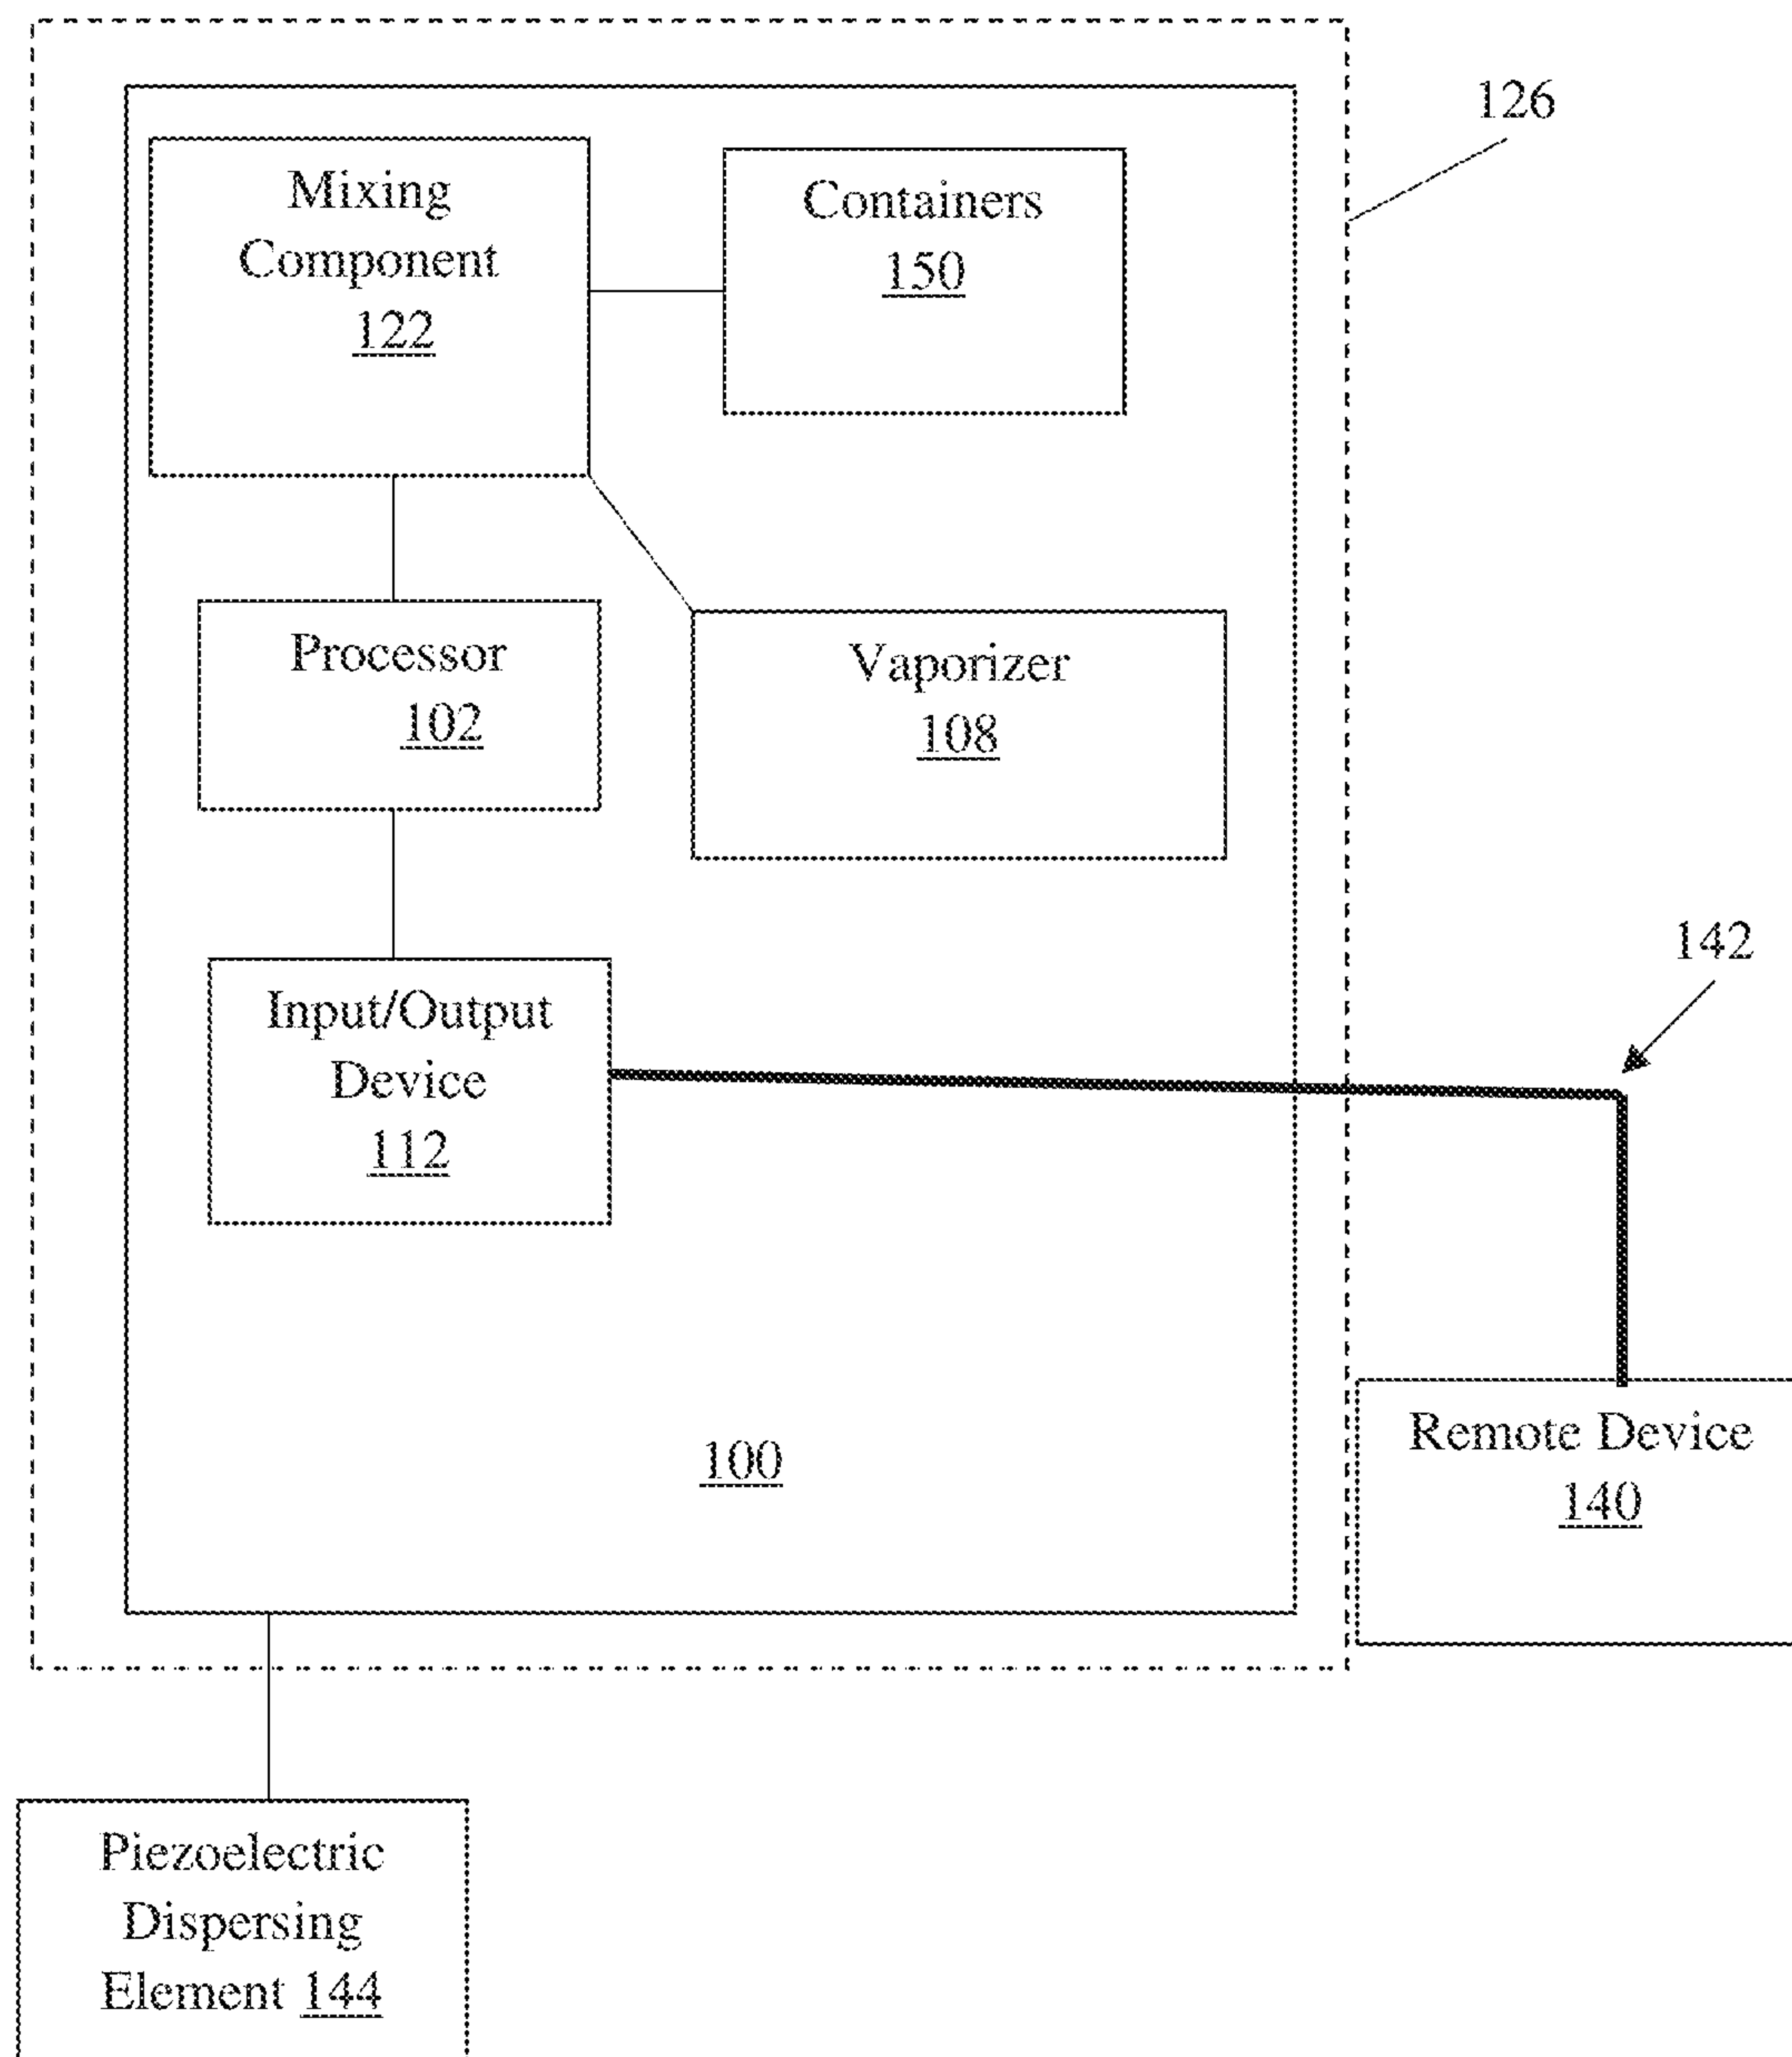 126
Mixing
Component
122
Containers
150
Processor
102
Vaporizer
108
142
Input/Output
Device
112
100
Remote Device
140
Piezoelectric
Dispersing
Element 144